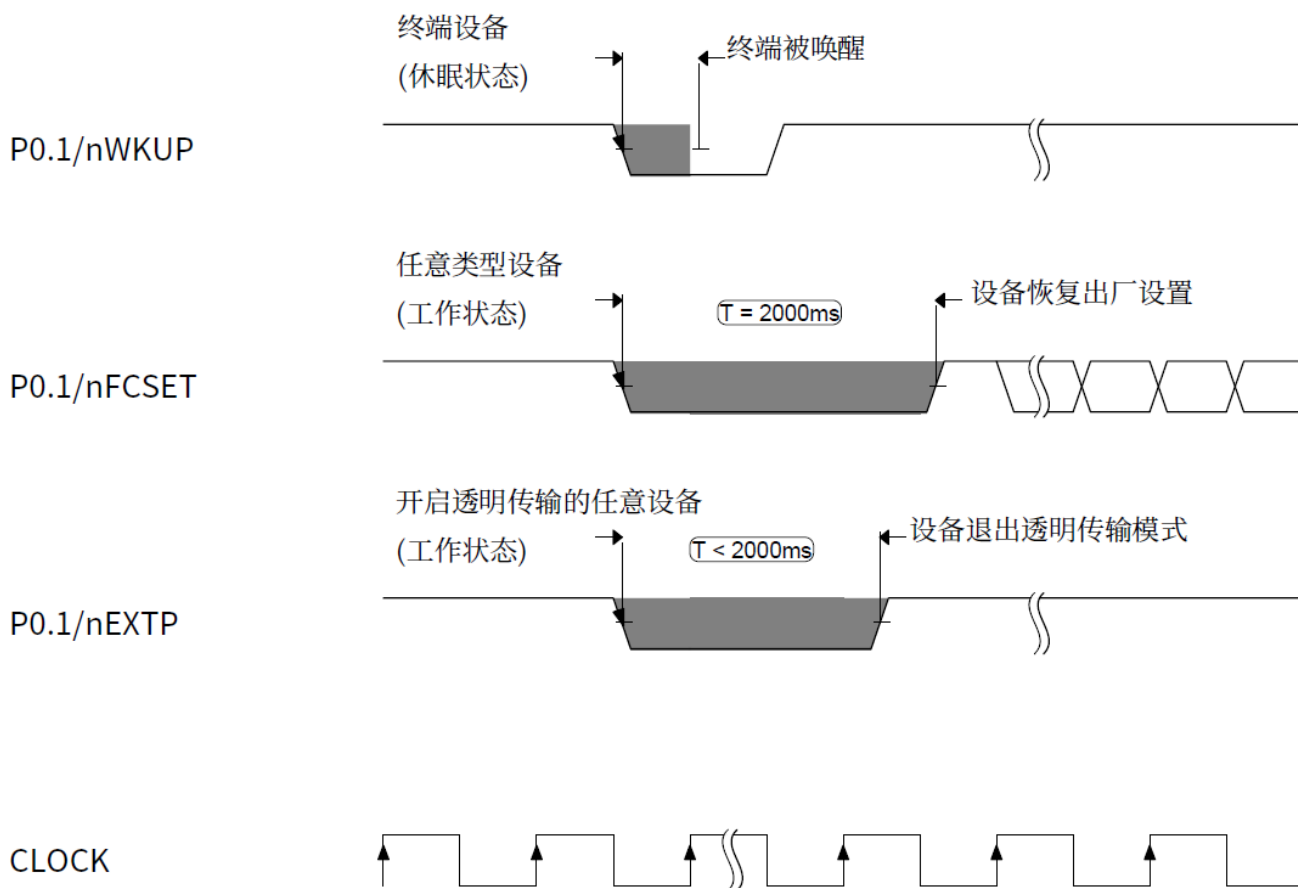 终端设备
(休眠状态)
终端被唤醒
P0.1/nWKUP
任意类型设备
(工作状态)
T = 2000ms
设备恢复出厂设置
P0.1/nFCSET
开启透明传输的任意设备
(工作状态)
T < 2000ms
设备退出透明传输模式
P0.1/nEXTP
CLOCK